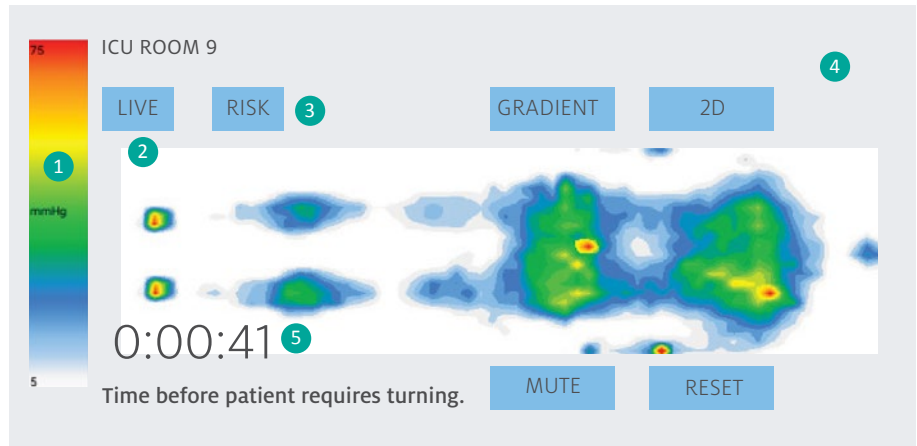 ICU ROOM 9
4
75
LIVE
RISK
3
GRADIENT
2D
2
1
mmHg
0:00:41
5
5
Time before patient requires turning.
MUTE
RESET